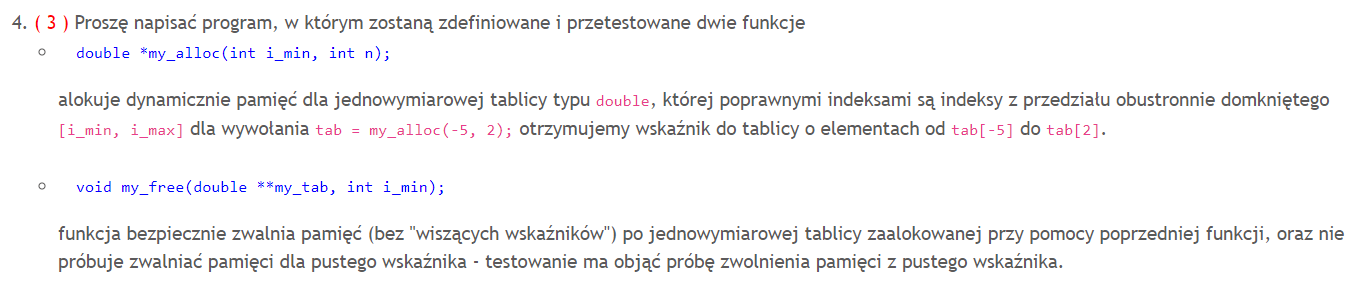 4. ( 3 ) Proszę napisać program, w którym zostaną zdefiniowane i przetestowane dwie funkcje
double *my_alloc(int i_min, int n);
alokuje dynamicznie pamięć dla jednowymiarowej tablicy typu double, której poprawnymi indeksami są indeksy z przedziału obustronnie domkniętego
[i_min, i_max] dla wywołania tab = my_alloc(-5, 2); otrzymujemy wskaźnik do tablicy o elementach od tab[-5] do tab[2].
void my_free(double **my_tab, int i_min);
funkcja bezpiecznie zwalnia pamięć (bez "wiszących wskaźników") po jednowymiarowej tablicy zaalokowanej przy pomocy poprzedniej funkcji, oraz nie
próbuje zwalniać pamięci dla pustego wskaźnika - testowanie ma objąć próbę zwolnienia pamięci z pustego wskaźnika.